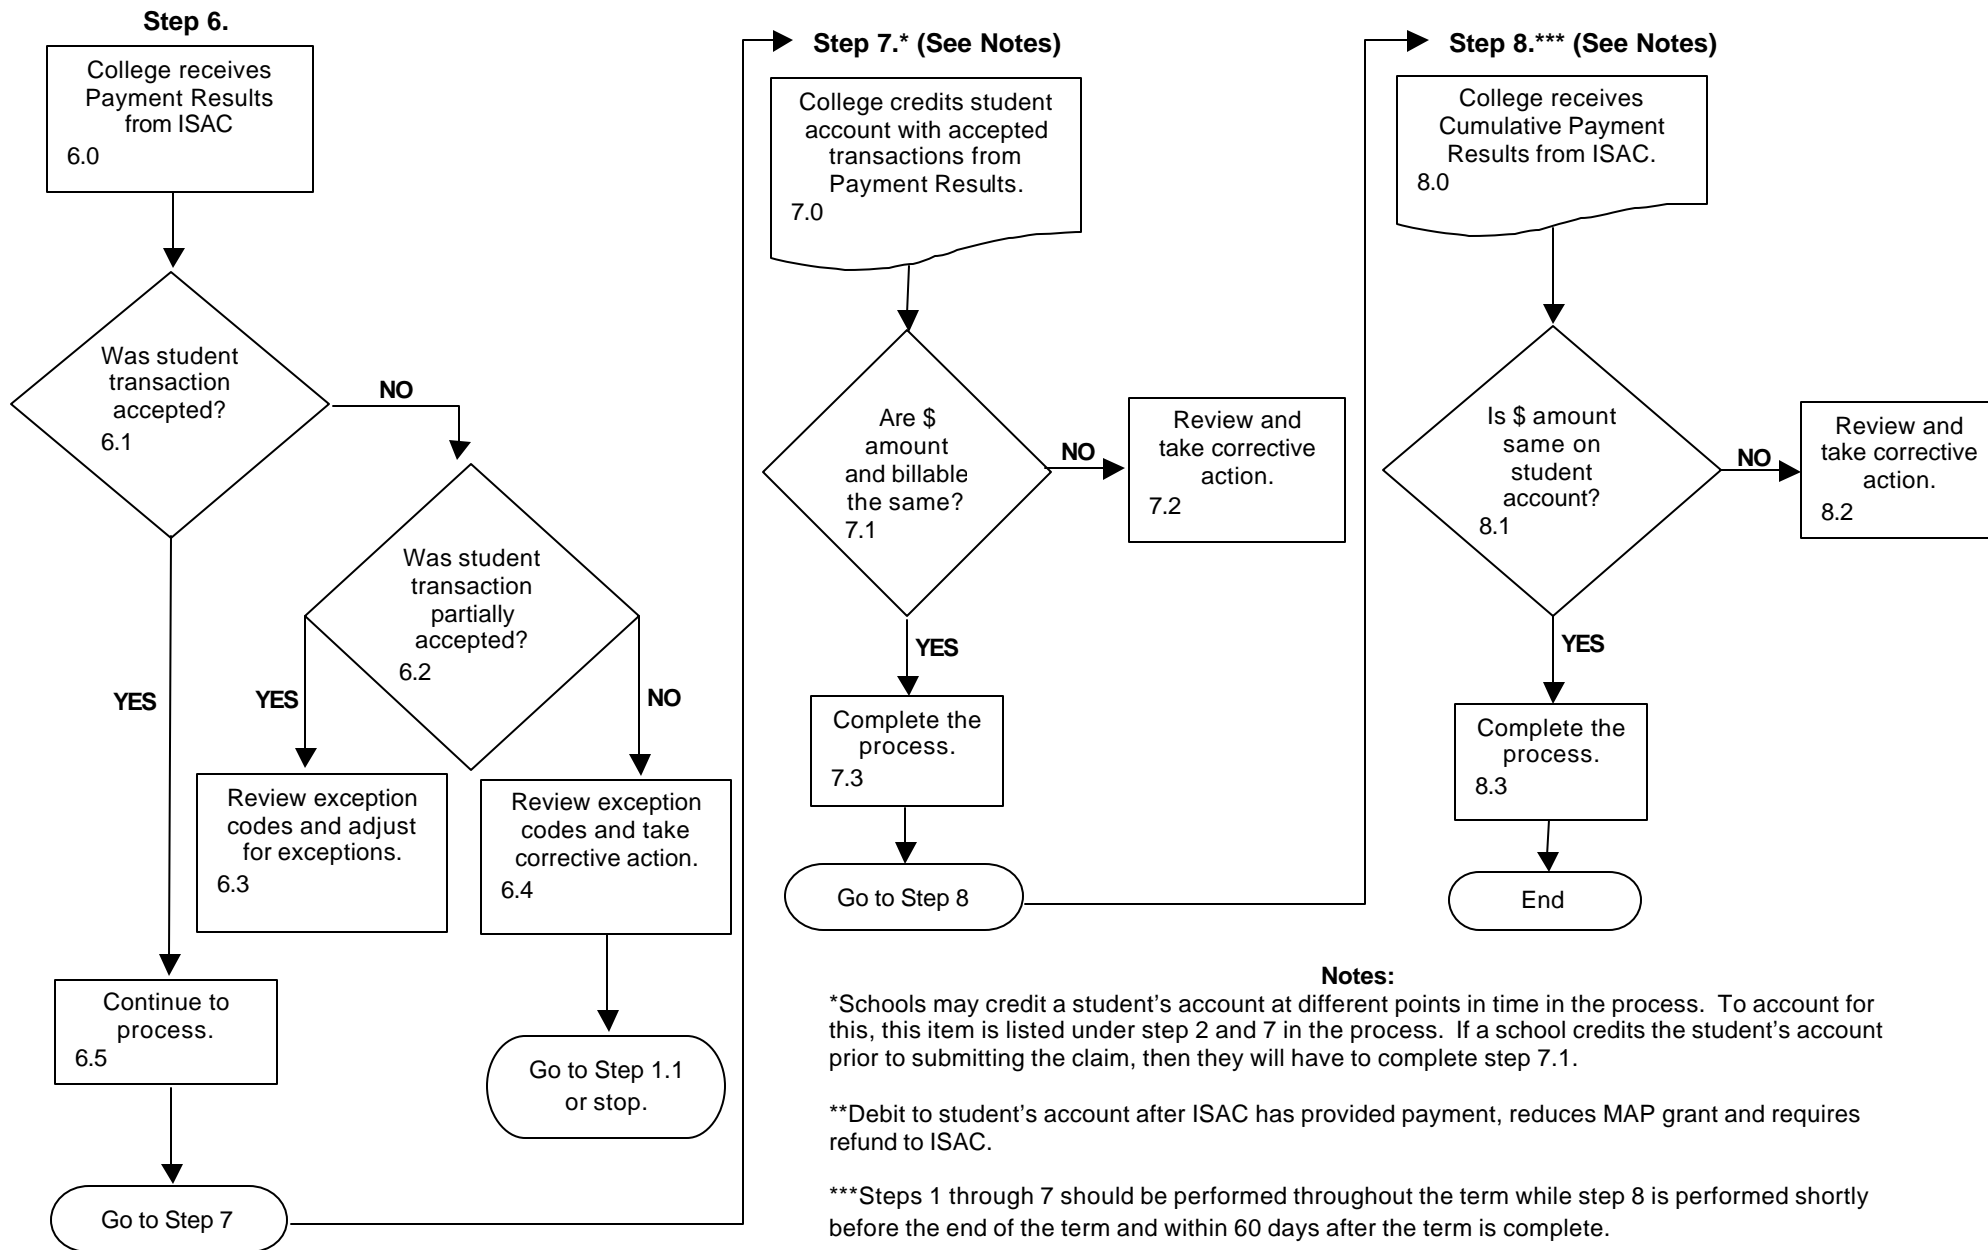 Step 6.
College receives
Payment Results
from ISAC
6.0
Was student
transaction
accepted?
6.1
NO
Was student
transaction
partially
accepted?
6.2
YES
YES
NO
Review exception
codes and adjust
for exceptions.
6.3
Review exception
codes and take
corrective action.
6.4
Continue to
process.
6.5
Go to Step 1.1
or stop.
Go to Step 7
Step 7.* (See Notes)
College credits student
account with accepted
transactions from
Payment Results.
7.0
Are $
amount
and billable
the same?
7.1
NO
Review and
take corrective
action.
7.2
YES
Complete the
process.
7.3
Go to Step 8
Step 8.*** (See Notes)
College receives
Cumulative Payment
Results from ISAC.
8.0
Is $ amount
same on
student
account?
8.1
NO
Review and
take corrective
action.
8.2
YES
Complete the
process.
8.3
End
Notes:
*Schools may credit a student’s account at different points in time in the process.  To account for
this, this item is listed under step 2 and 7 in the process.  If a school credits the student’s account
prior to submitting the claim, then they will have to complete step 7.1.
**Debit to student’s account after ISAC has provided payment, reduces MAP grant and requires
refund to ISAC.
***Steps 1 through 7 should be performed throughout the term while step 8 is performed shortly
before the end of the term and within 60 days after the term is complete.